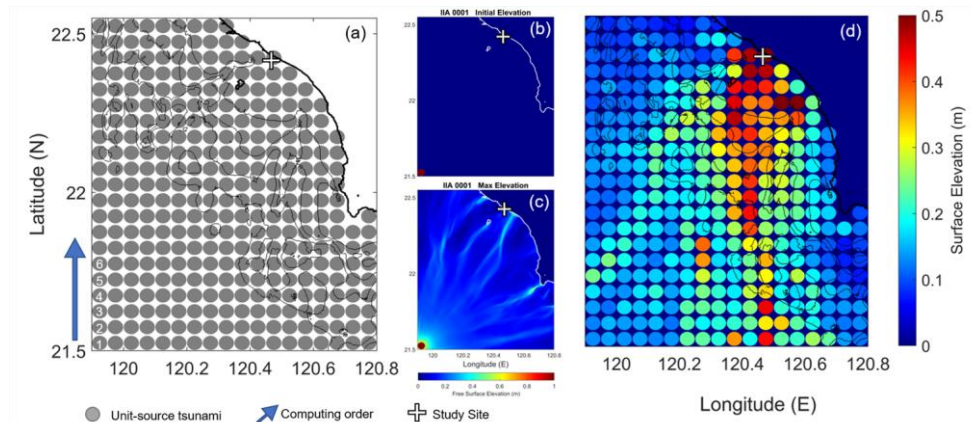 (a)
22.5
22
21.5
Latitude (N)
6
5
4
3
2
1
120
120.2
120.4
120.6
120.8
IIA 0001 Initial Elevation
(b)
22
21.5
IIA 0001 Max Elevation
(c)
22.5
22
21.5
120
120.2
120.4
120.6
120.8
Longitude (E)
0
0.2
0.4
0.6
0.8
1
Free Surface Elevation (m)
(d)
120
120.2
120.4
120.6
120.8
Longitude (E)
0.5
0.4
0.3
0.2
0.1
0
Surface Elevation (m)
Unit-source tsunami
Computing order
Study Site